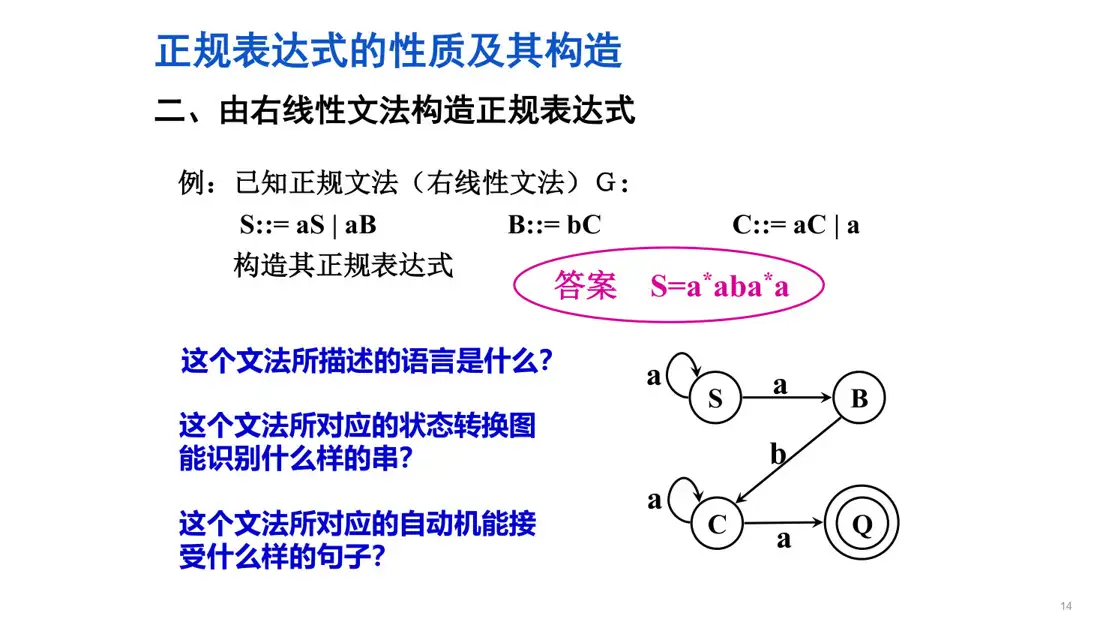 正规表达式的性质及其构造
二、由右线性文法构造正规表达式
例：已知正规文法（右线性文法）G:
S::= aS | aB B::= bC C::= aC | a
构造其正规表达式
答案 S=a*aba*a
这个文法所描述的语言是什么？
这个文法所对应的状态转换图
能识别什么样的串？
这个文法所对应的自动机能接
受什么样的句子？
a S a B
b
a C a Q
14